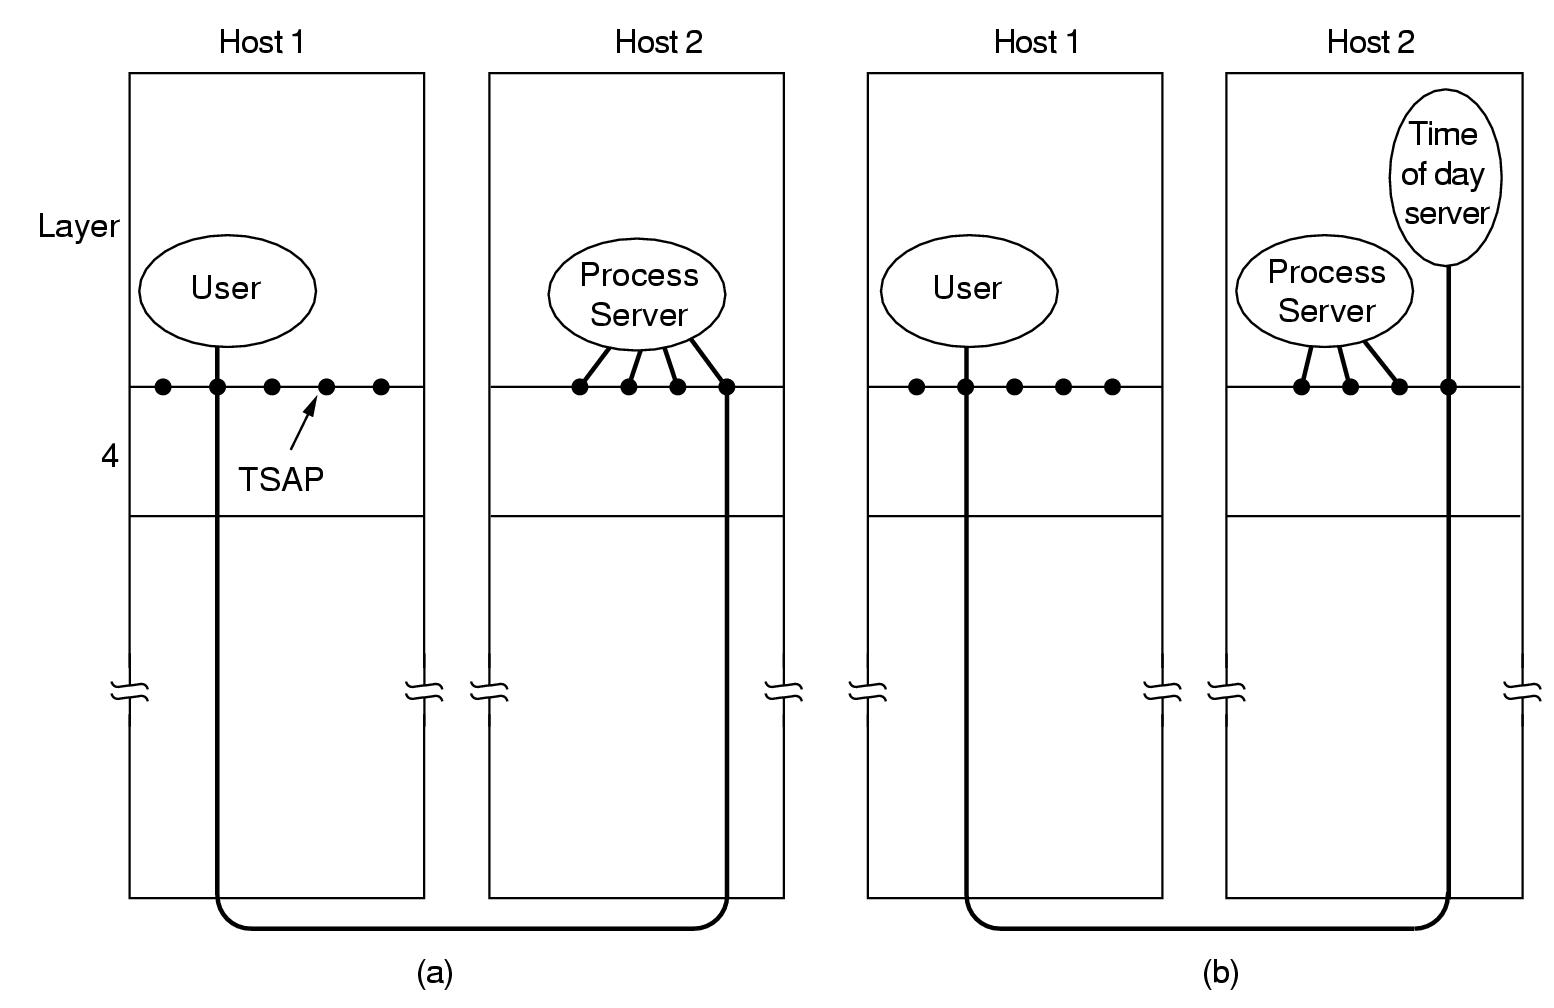 Host 1
Host 2
Host 1
Host 2
Time
of day
server
Layer
User
Process
Server
User
Process
Server
4
TSAP
(a)
(b)